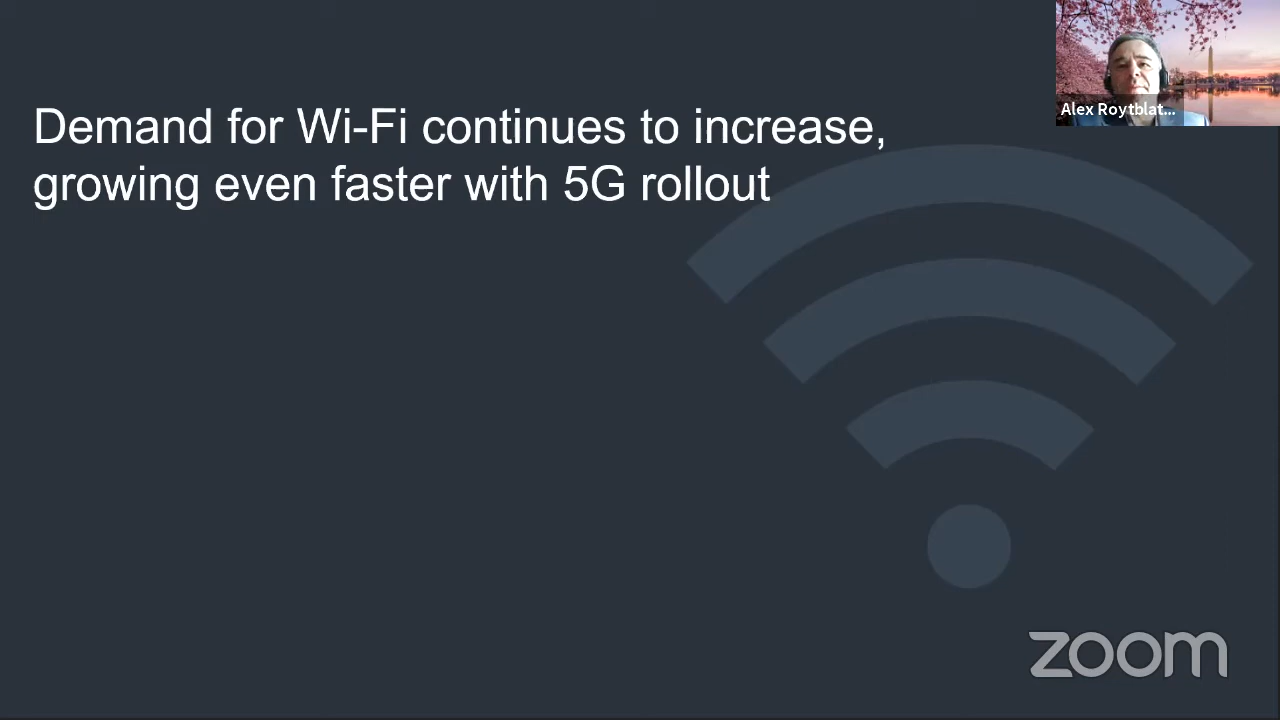 Alex Roytblat...
Demand for Wi-Fi continues to increase,
growing even faster with 5G rollout
zoom